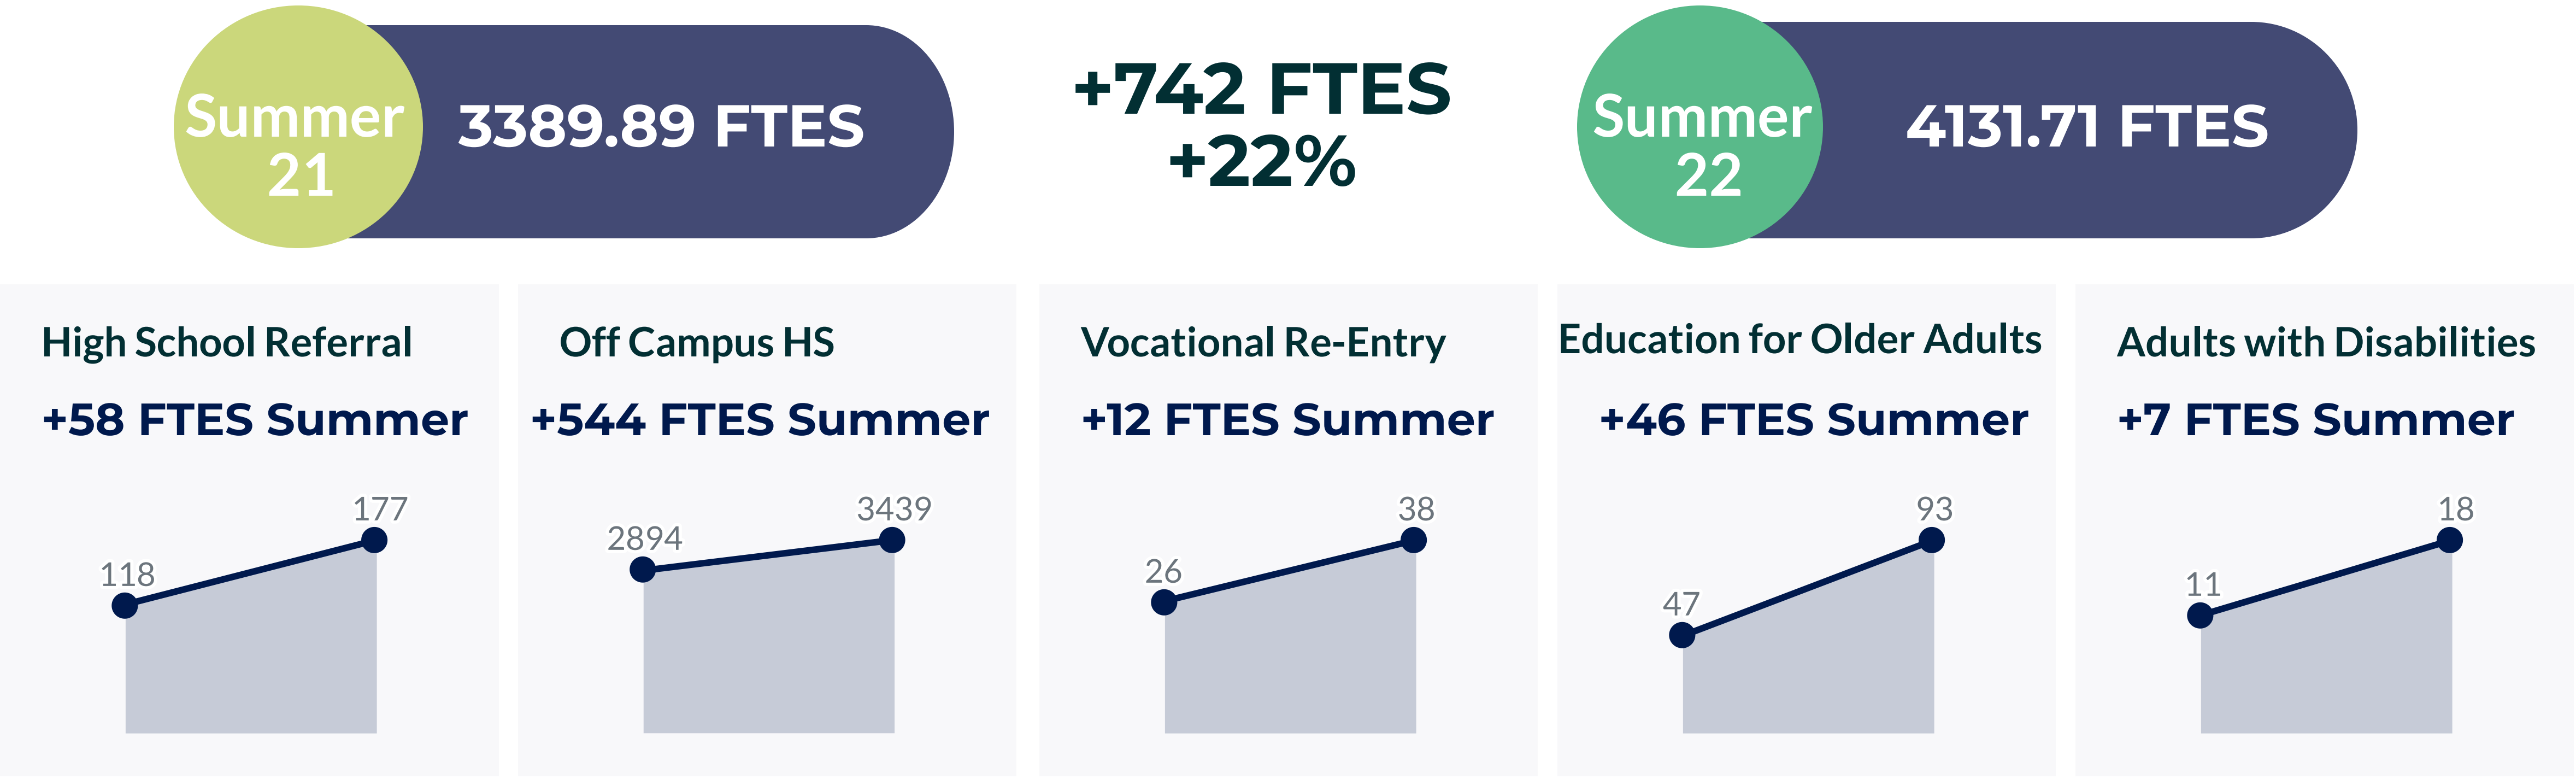 Summer
21
3389.89 FTES
+742 FTES
+22%
Summer
22
4131.71 FTES
High School Referral
+58 FTES Summer
118
177
Off Campus HS
+544 FTES Summer
2894
3439
Vocational Re-Entry
+12 FTES Summer
26
38
Education for Older Adults
+46 FTES Summer
47
93
Adults with Disabilities
+7 FTES Summer
11
18